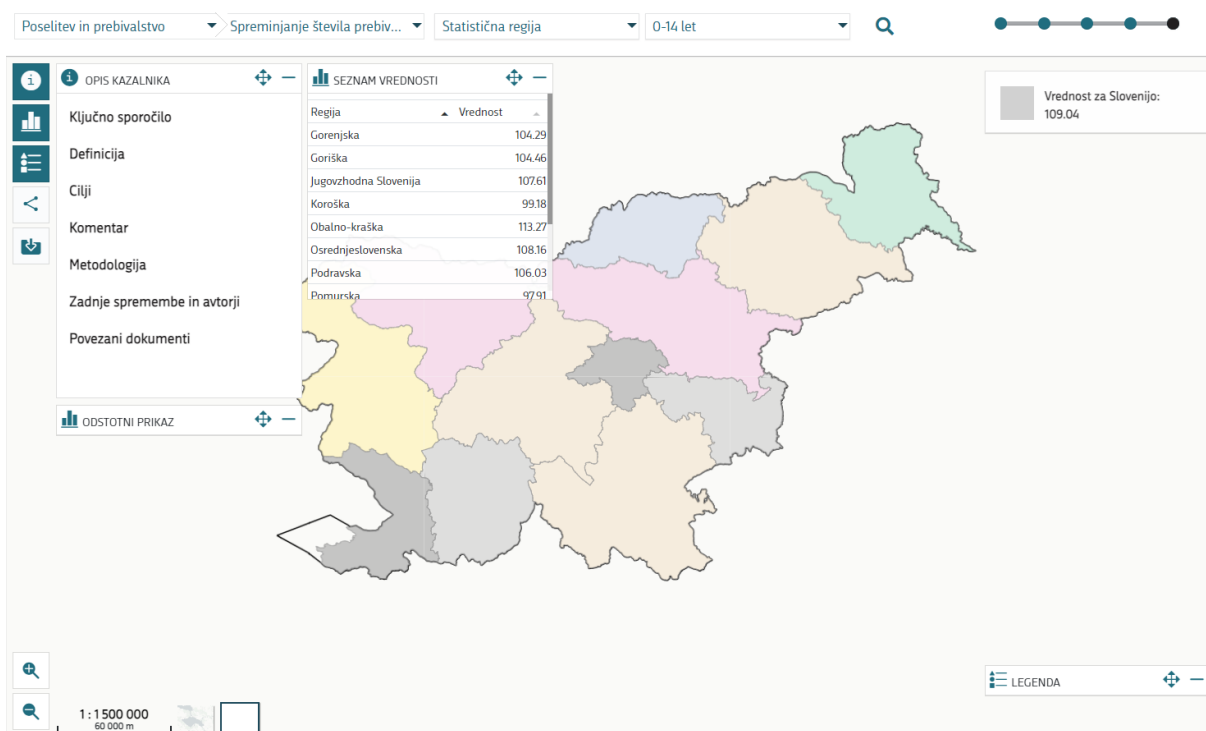 Poselitev in prebivalstvo
Spreminjanje števila prebiv...
Statistična regija
0-14 let
OPIS KAZALNIKA
Ključno sporočilo
Definicija
Cilji
Komentar
Metodologija
Zadnje spremembe in avtorji
Povezani dokumenti
ODSTOTNI PRIKAZ
SEZNAM VREDNOSTI
Regija Vrednost
Gorenjska 104.29
Goriška 104.46
Jugovzhodna Slovenija 107.61
Koroška 99.18
Obalno-kraška 113.27
Osrednjeslovenska 108.16
Podravska 106.03
Pomurska 97.91
Vrednost za Slovenijo:
109.04
LEGENDA
1 : 1 500 000
60 000 m